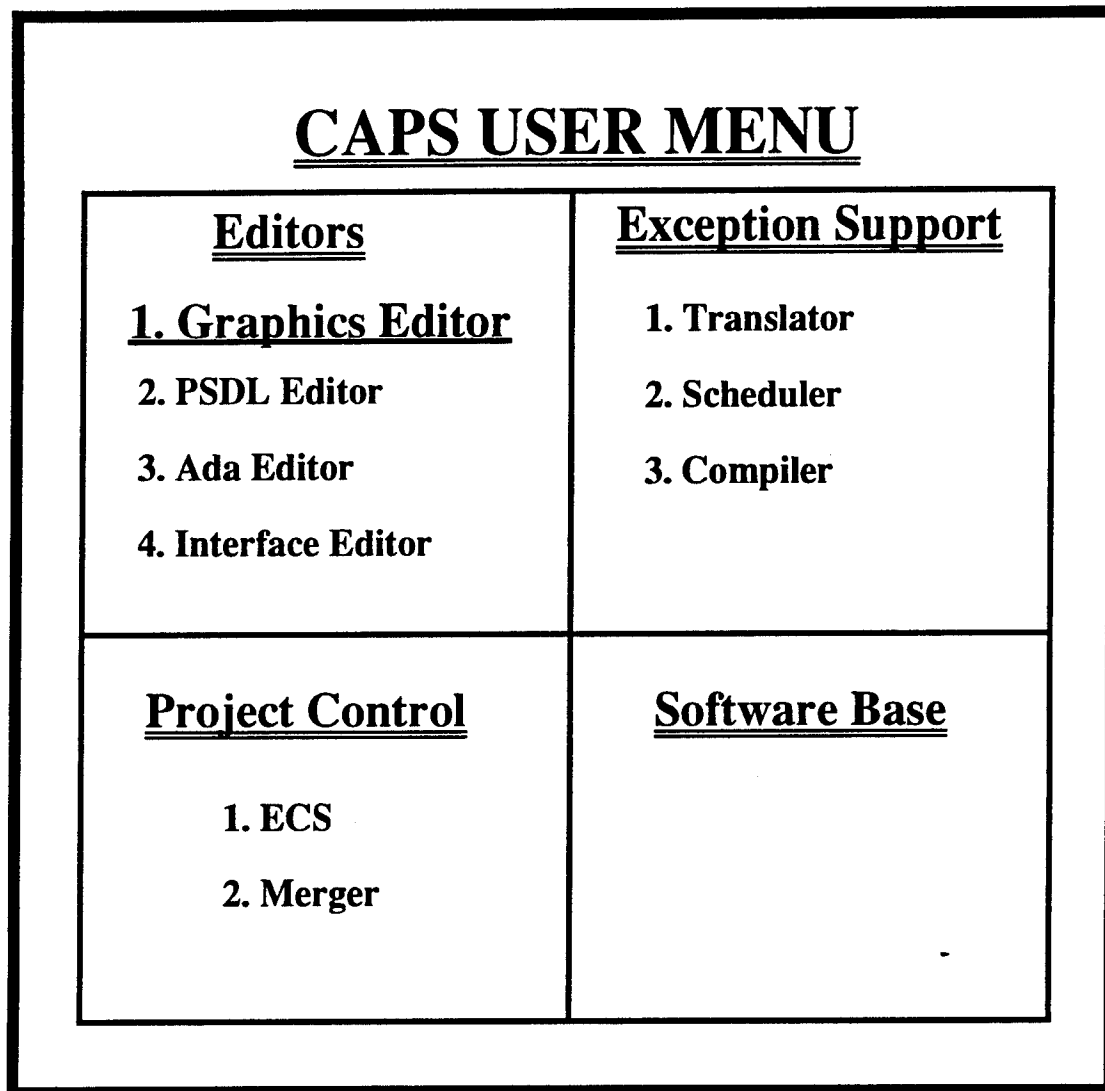 CAPS USER MENU
Editors
1. Graphics Editor
2. PSDL Editor
3. Ada Editor
4. Interface Editor
Exception Support
1. Translator
2. Scheduler
3. Compiler
Project Control
1. ECS
2. Merger
Software Base